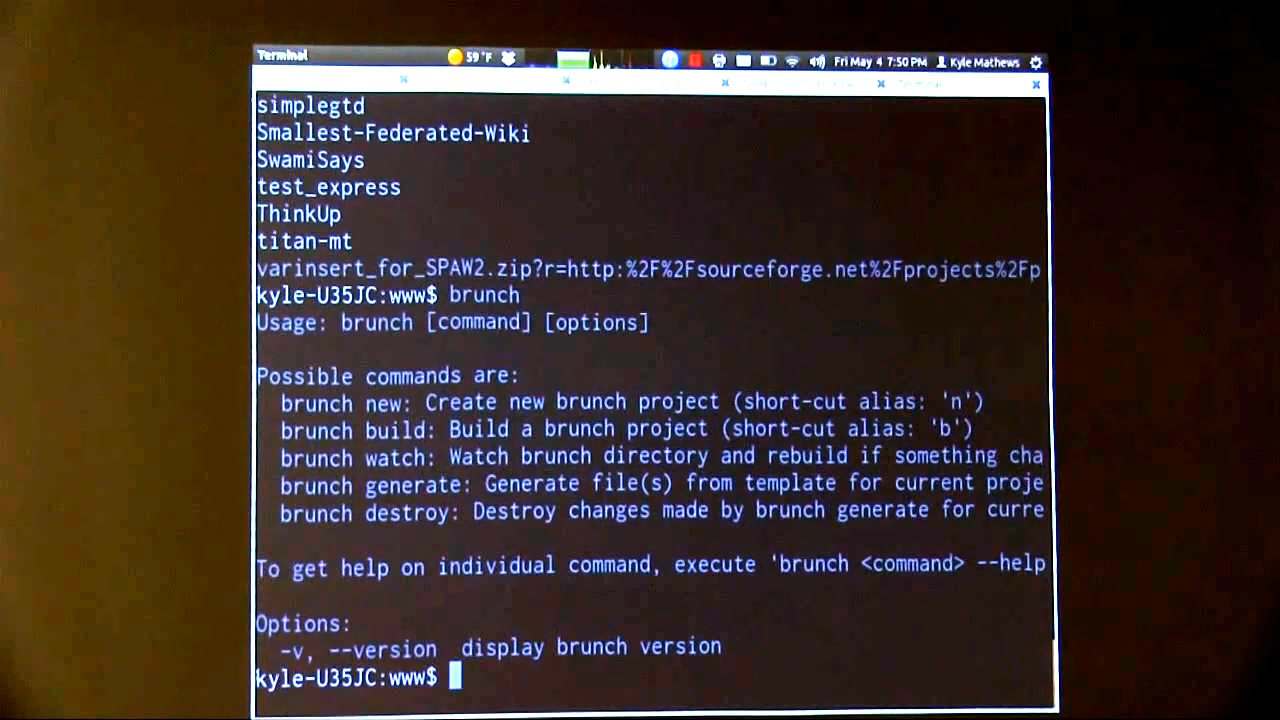 Terminal 59 °F Fri May 4 7:50 PM Kyle Mathews
simplegtd
Smallest-Federated-Wiki
SwamiSays
test_express
ThinkUp
titan-mt
varinsert_for_SPAW2.zip?r=http:%2F%2Fsourceforge.net%2Fprojects%2Fp
kyle-U35JC:www$ brunch
Usage: brunch [command] [options]
Possible commands are:
brunch new: Create new brunch project (short-cut alias: 'n')
brunch build: Build a brunch project (short-cut alias: 'b')
brunch watch: Watch brunch directory and rebuild if something cha
brunch generate: Generate file(s) from template for current proje
brunch destroy: Destroy changes made by brunch generate for curre
To get help on individual command, execute 'brunch <command> --help
Options:
-v, --version display brunch version
kyle-U35JC:www$